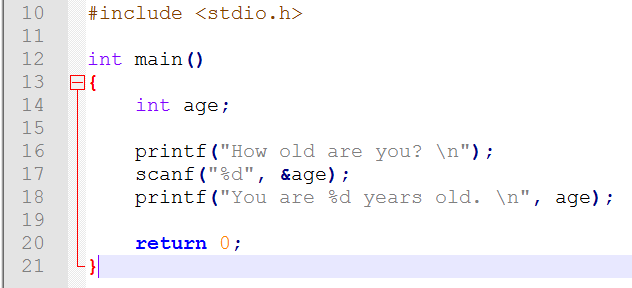 10 #include <stdio.h>
11
12 int main()
13 {
14 int age;
15
16 printf("How old are you? \n");
17 scanf("%d", &age);
18 printf("You are %d years old. \n", age);
19
20 return 0;
21 }